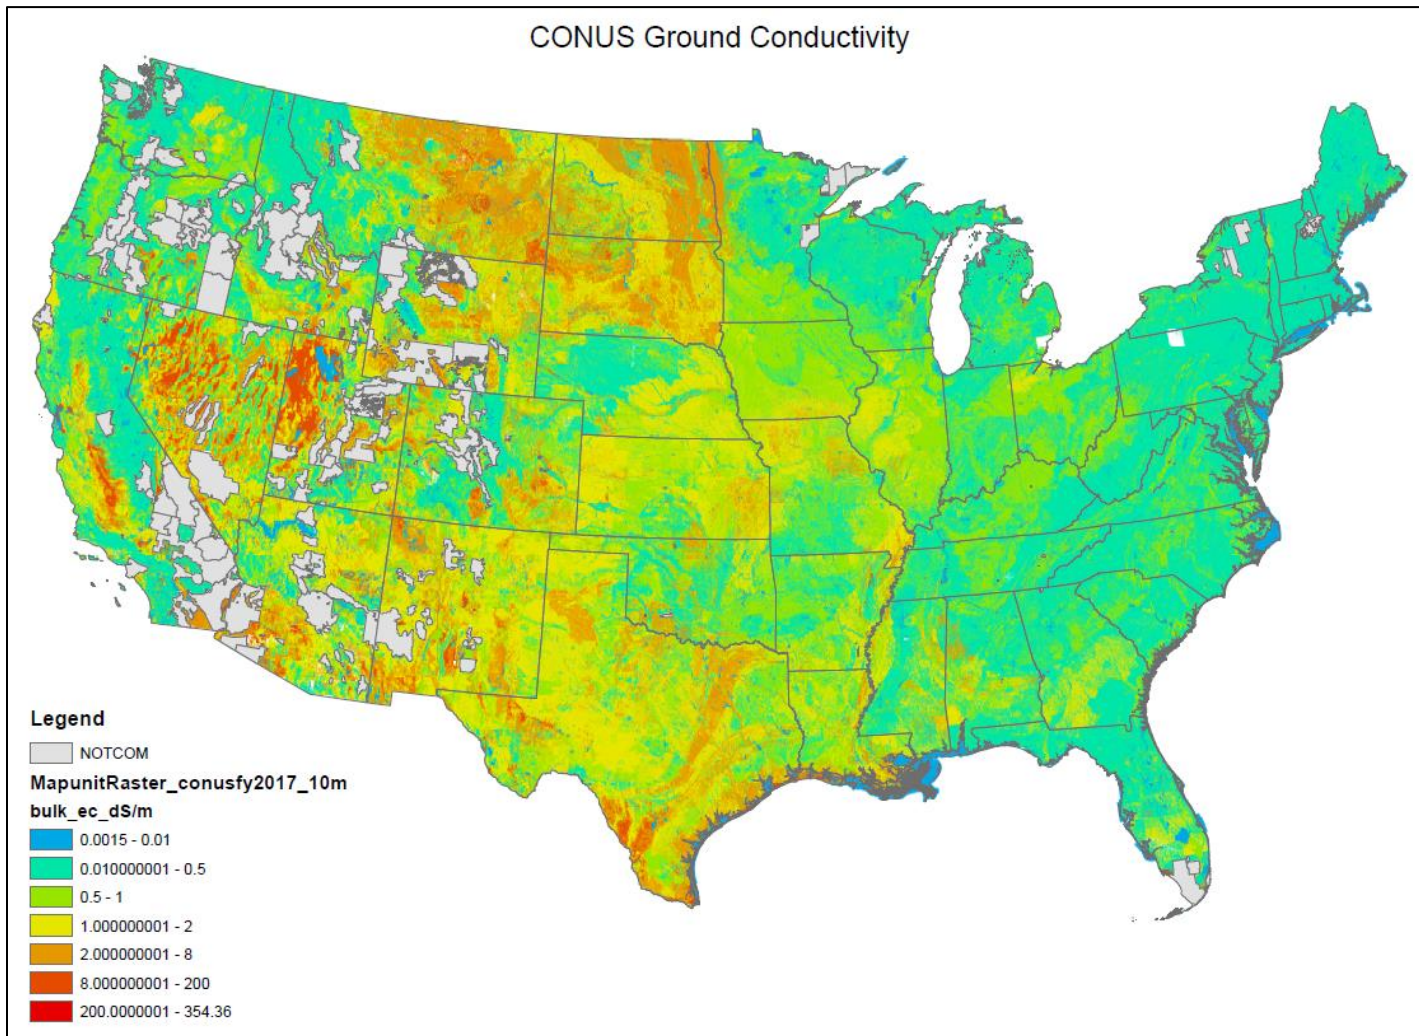 CONUS Ground Conductivity
Legend
NOTCOM
MapunitRaster_conusfy2017_10m
bulk_ec_dS/m
0.0015 - 0.01
0.010000001 - 0.5
0.5 - 1
1.000000001 - 2
2.000000001 - 8
8.000000001 - 200
200.0000001 - 354.36